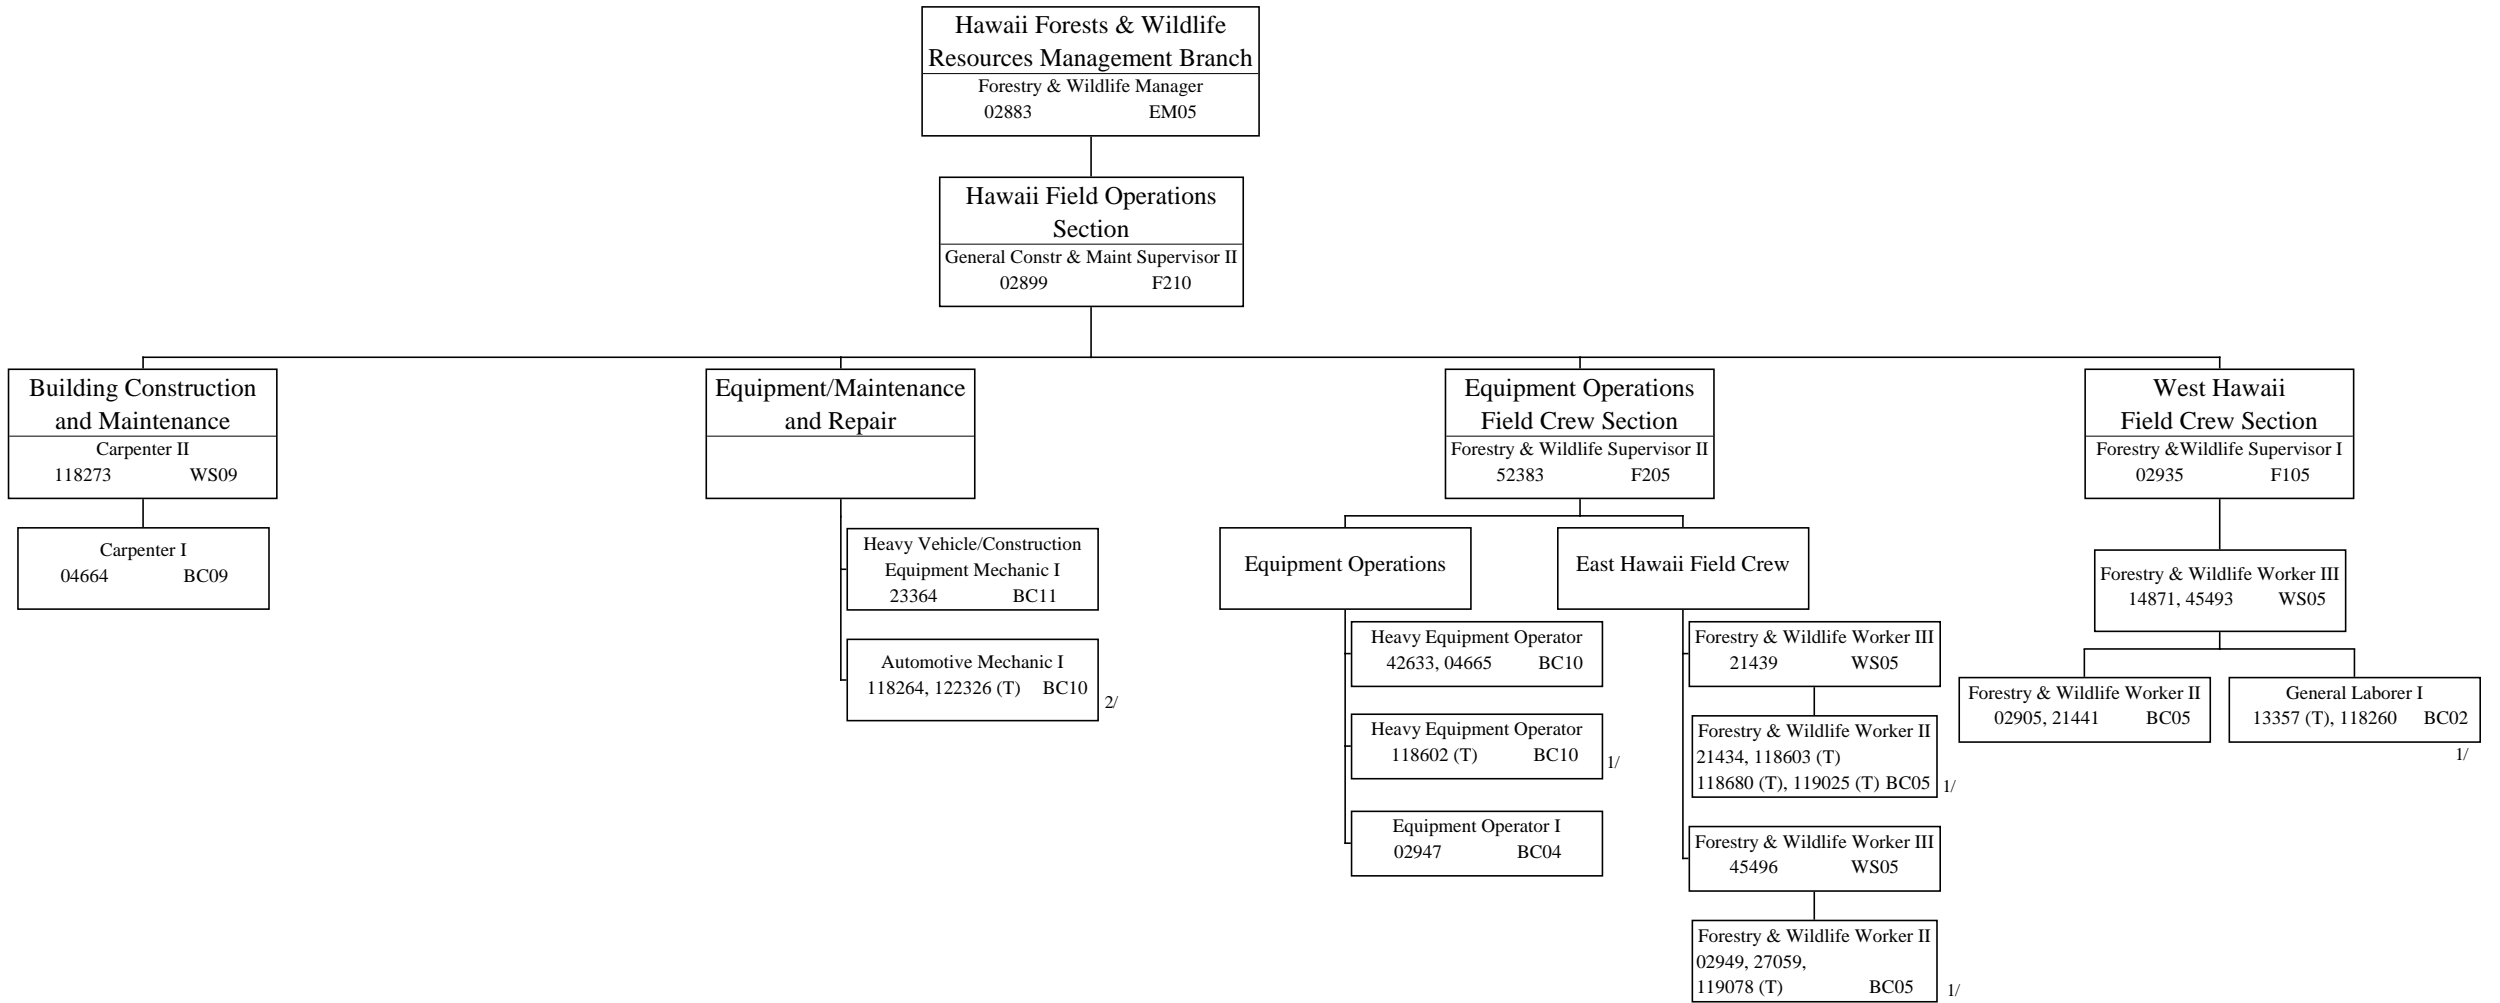 Hawaii Forests & Wildlife
Resources Management Branch
Forestry & Wildlife Manager
02883 EM05
Hawaii Field Operations
Section
General Constr & Maint Supervisor II
02899 F210
Building Construction
and Maintenance
Carpenter II
118273 WS09
Carpenter I
04664 BC09
Equipment/Maintenance
and Repair
Heavy Vehicle/Construction
Equipment Mechanic I
23364 BC11
Automotive Mechanic I
118264, 122326 (T) BC10
2/
Equipment Operations
Field Crew Section
Forestry & Wildlife Supervisor II
52383 F205
Equipment Operations
Heavy Equipment Operator
42633, 04665 BC10
Heavy Equipment Operator
118602 (T) BC10
1/
Equipment Operator I
02947 BC04
East Hawaii Field Crew
Forestry & Wildlife Worker III
21439 WS05
Forestry & Wildlife Worker II
21434, 118603 (T)
118680 (T), 119025 (T) BC05
1/
Forestry & Wildlife Worker III
45496 WS05
Forestry & Wildlife Worker II
02949, 27059,
119078 (T) BC05
1/
West Hawaii
Field Crew Section
Forestry &Wildlife Supervisor I
02935 F105
Forestry & Wildlife Worker III
14871, 45493 WS05
Forestry & Wildlife Worker II
02905, 21441 BC05
General Laborer I
13357 (T), 118260 BC02
1/